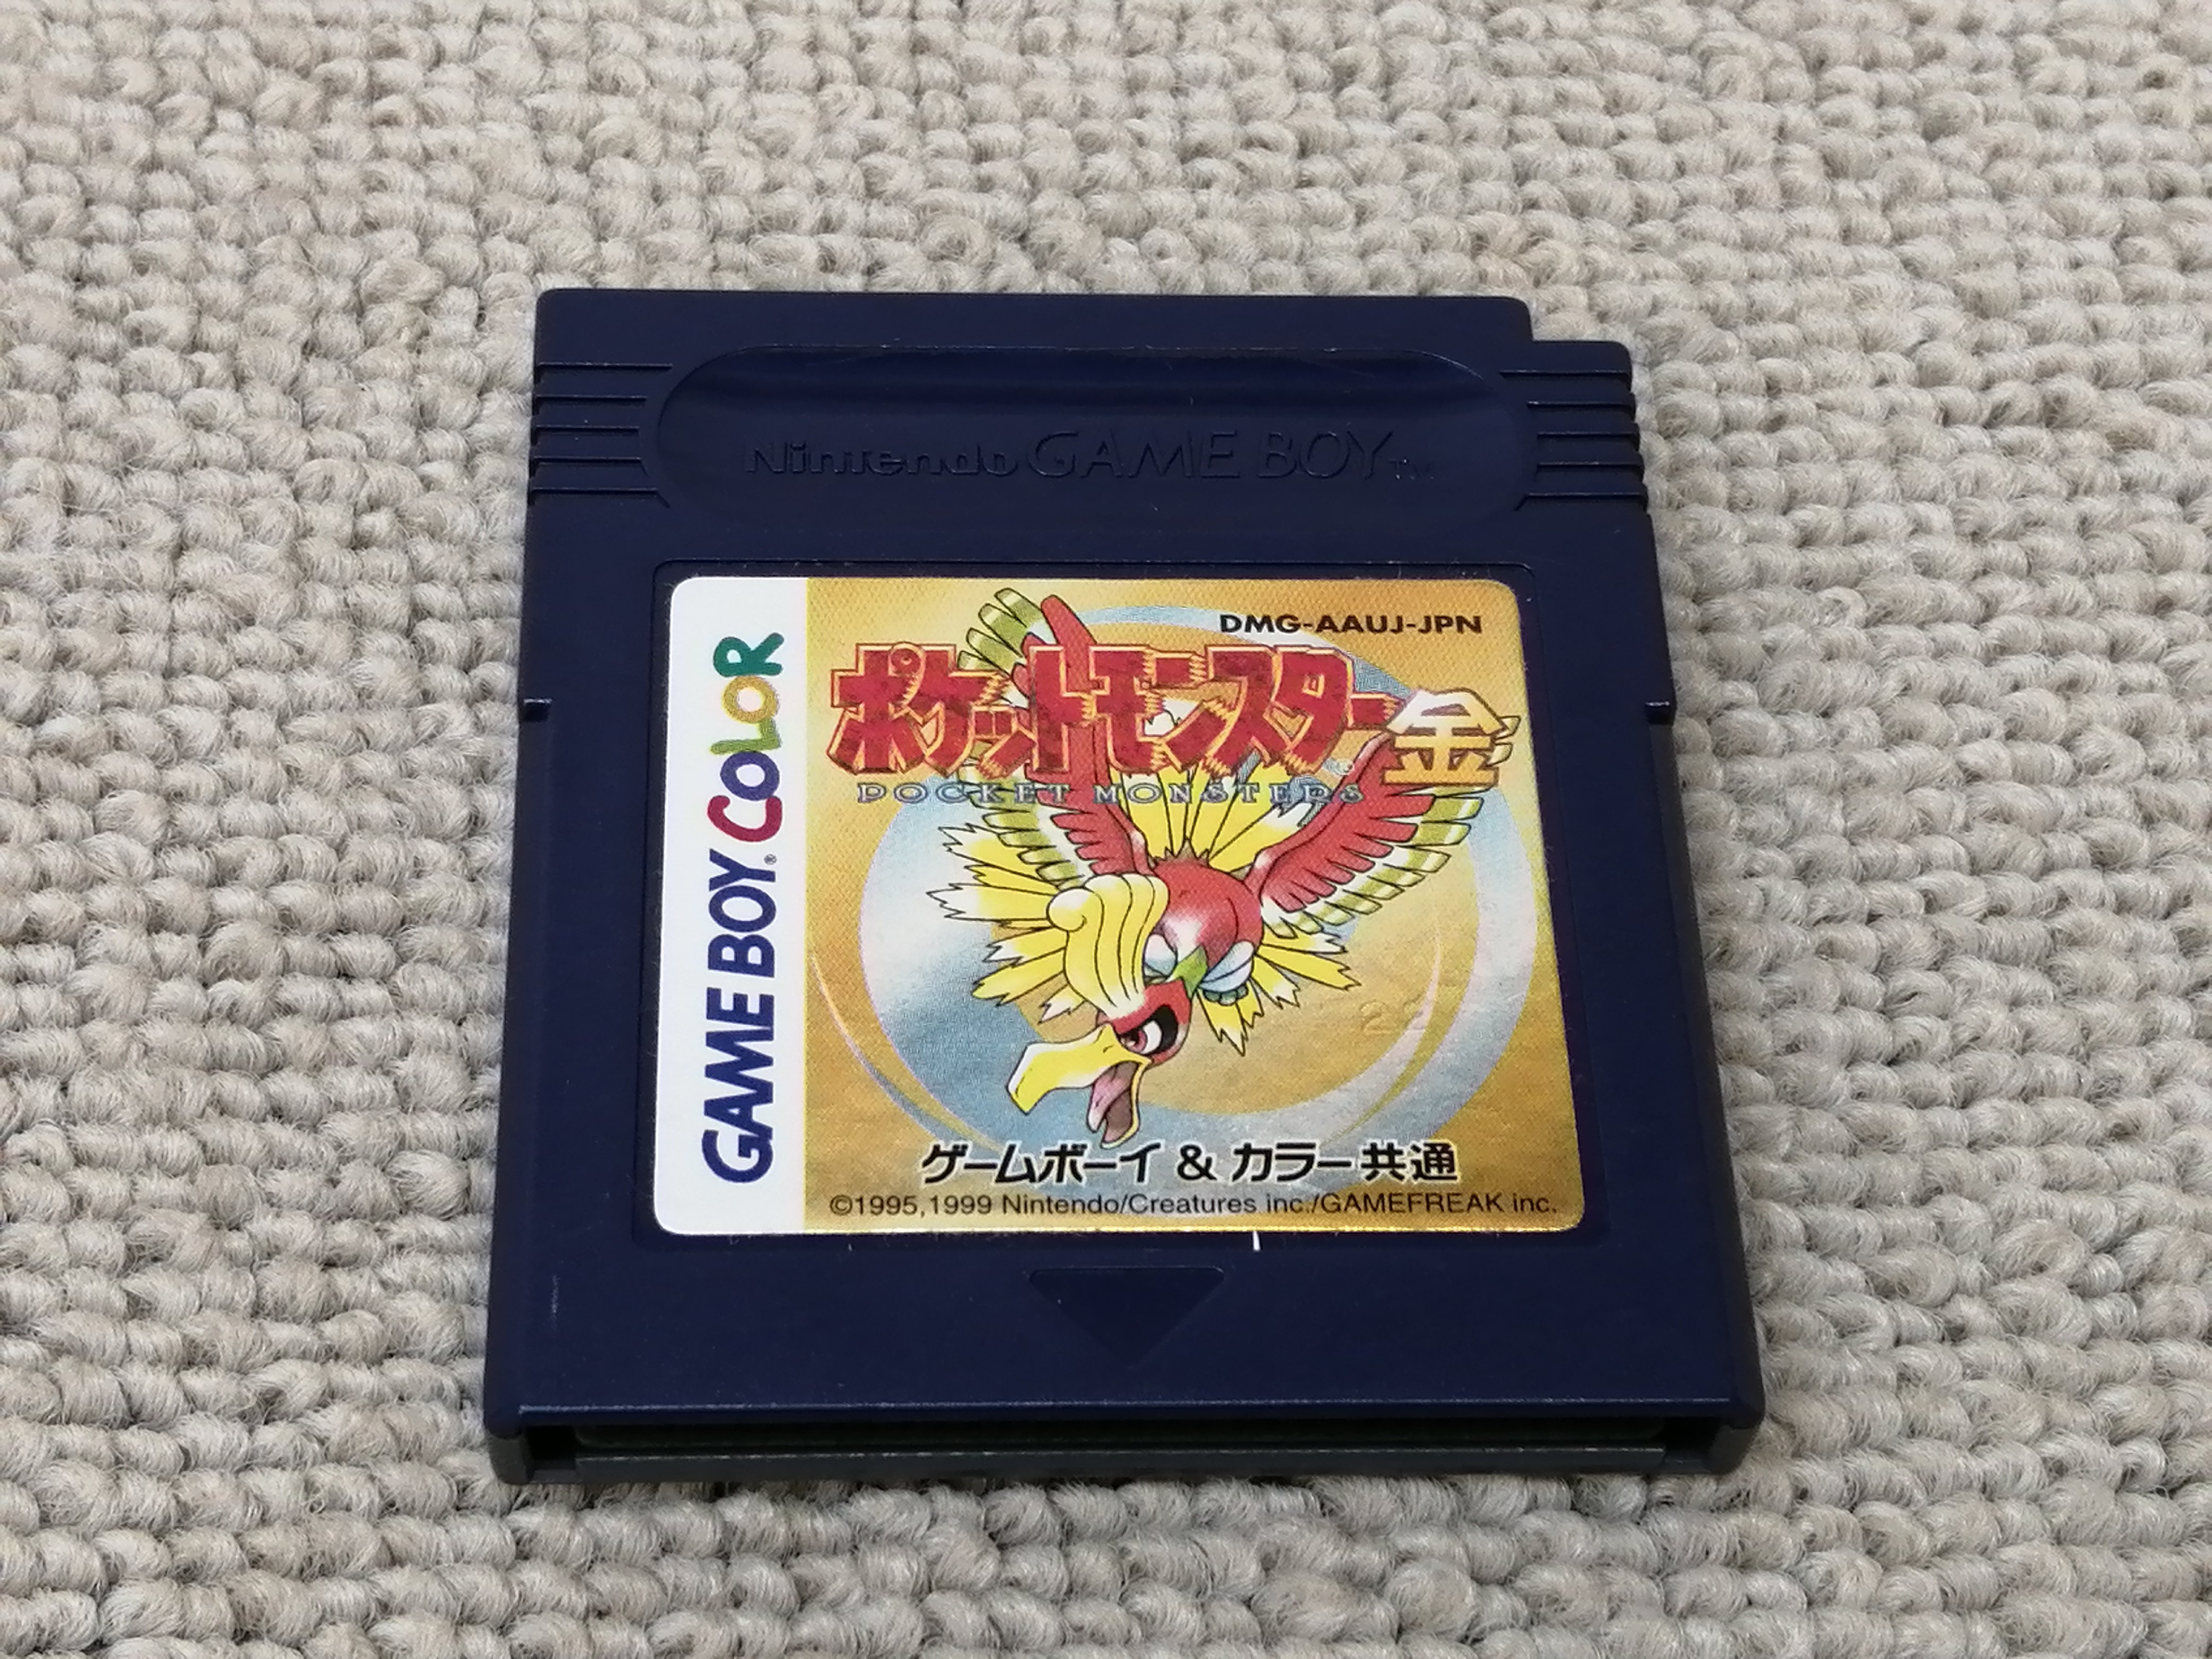 Nintendo GAME BOY™
GAME BOY® COLOR
DMG-AAUJ-JPN
ポケットモンスター金
POCKET MONSTERS
22
ゲームボーイ & カラー共通
©1995,1999 Nintendo/Creatures inc./GAMEFREAK inc.